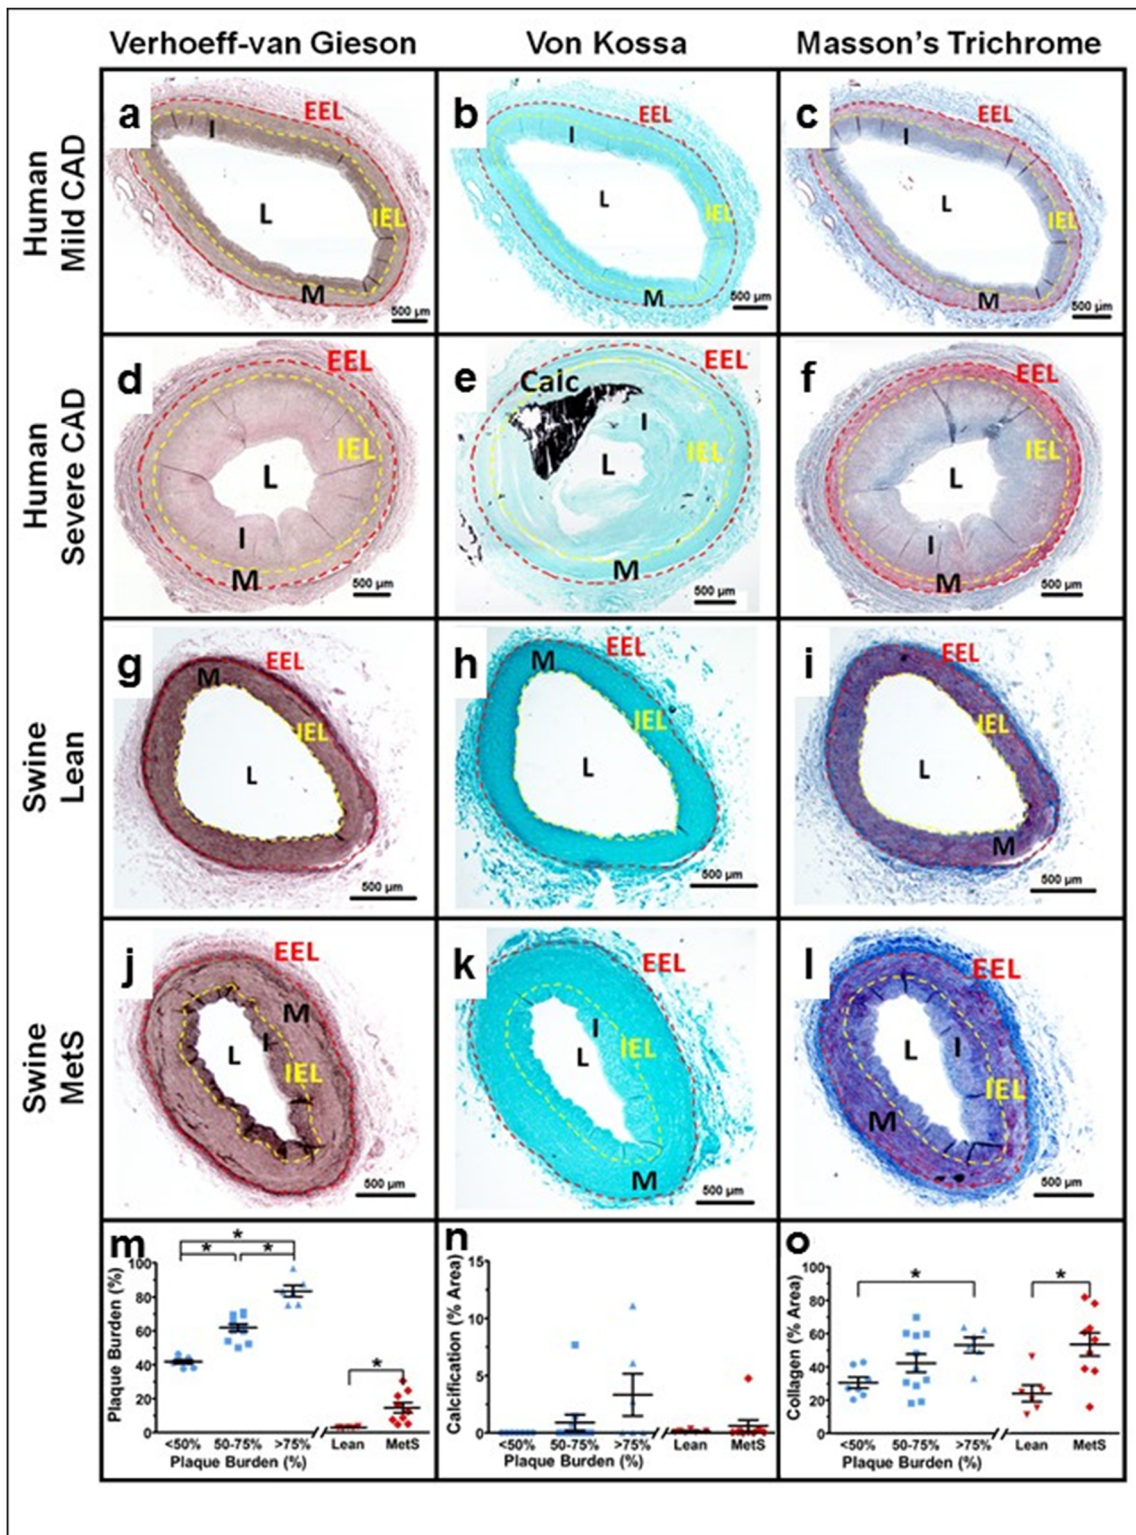 Verhoeff-van Gieson Von Kossa Masson's Trichrome
Human
Mild CAD
a EEL I L IEL M 500 µm
b EEL I L IEL M 500 µm
c EEL I L IEL M 500 µm
Human
Severe CAD
d EEL IEL L I M 500 µm
e EEL Calc I IEL L M 500 µm
f EEL IEL L I M 500 µm
Swine
Lean
g EEL M IEL L 500 µm
h EEL M IEL L 500 µm
i EEL IEL L M 500 µm
Swine
MetS
j EEL M I L IEL 500 µm
k EEL I IEL L M 500 µm
l EEL L I IEL M 500 µm
m
Plaque Burden (%)
100
80
60
40
20
0
* * * *
<50% 50-75% >75% Lean MetS
Plaque Burden (%)
n
Calcification (% Area)
15
10
5
0
<50% 50-75% >75% Lean MetS
Plaque Burden (%)
o
Collagen (% Area)
100
80
60
40
20
0
* *
<50% 50-75% >75% Lean MetS
Plaque Burden (%)